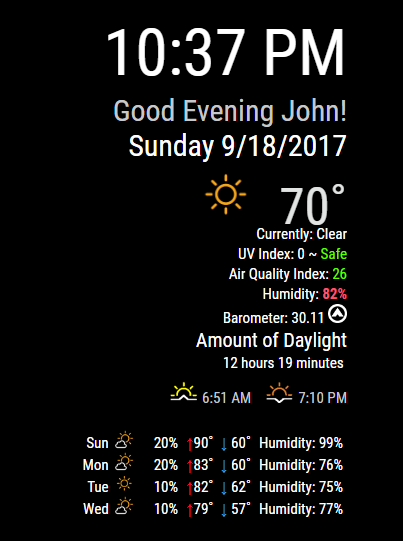 10:37 PM
Good Evening John!
Sunday 9/18/2017
70°
Currently: Clear
UV Index: 0 ~ Safe
Air Quality Index: 26
Humidity: 82%
Barometer: 30.11
Amount of Daylight
12 hours 19 minutes
6:51 AM 7:10 PM
Sun 20% ↑90° ↓ 60° Humidity: 99%
Mon 20% ↑83° ↓ 60° Humidity: 76%
Tue 10% ↑82° ↓ 62° Humidity: 75%
Wed 10% ↑79° ↓ 57° Humidity: 77%